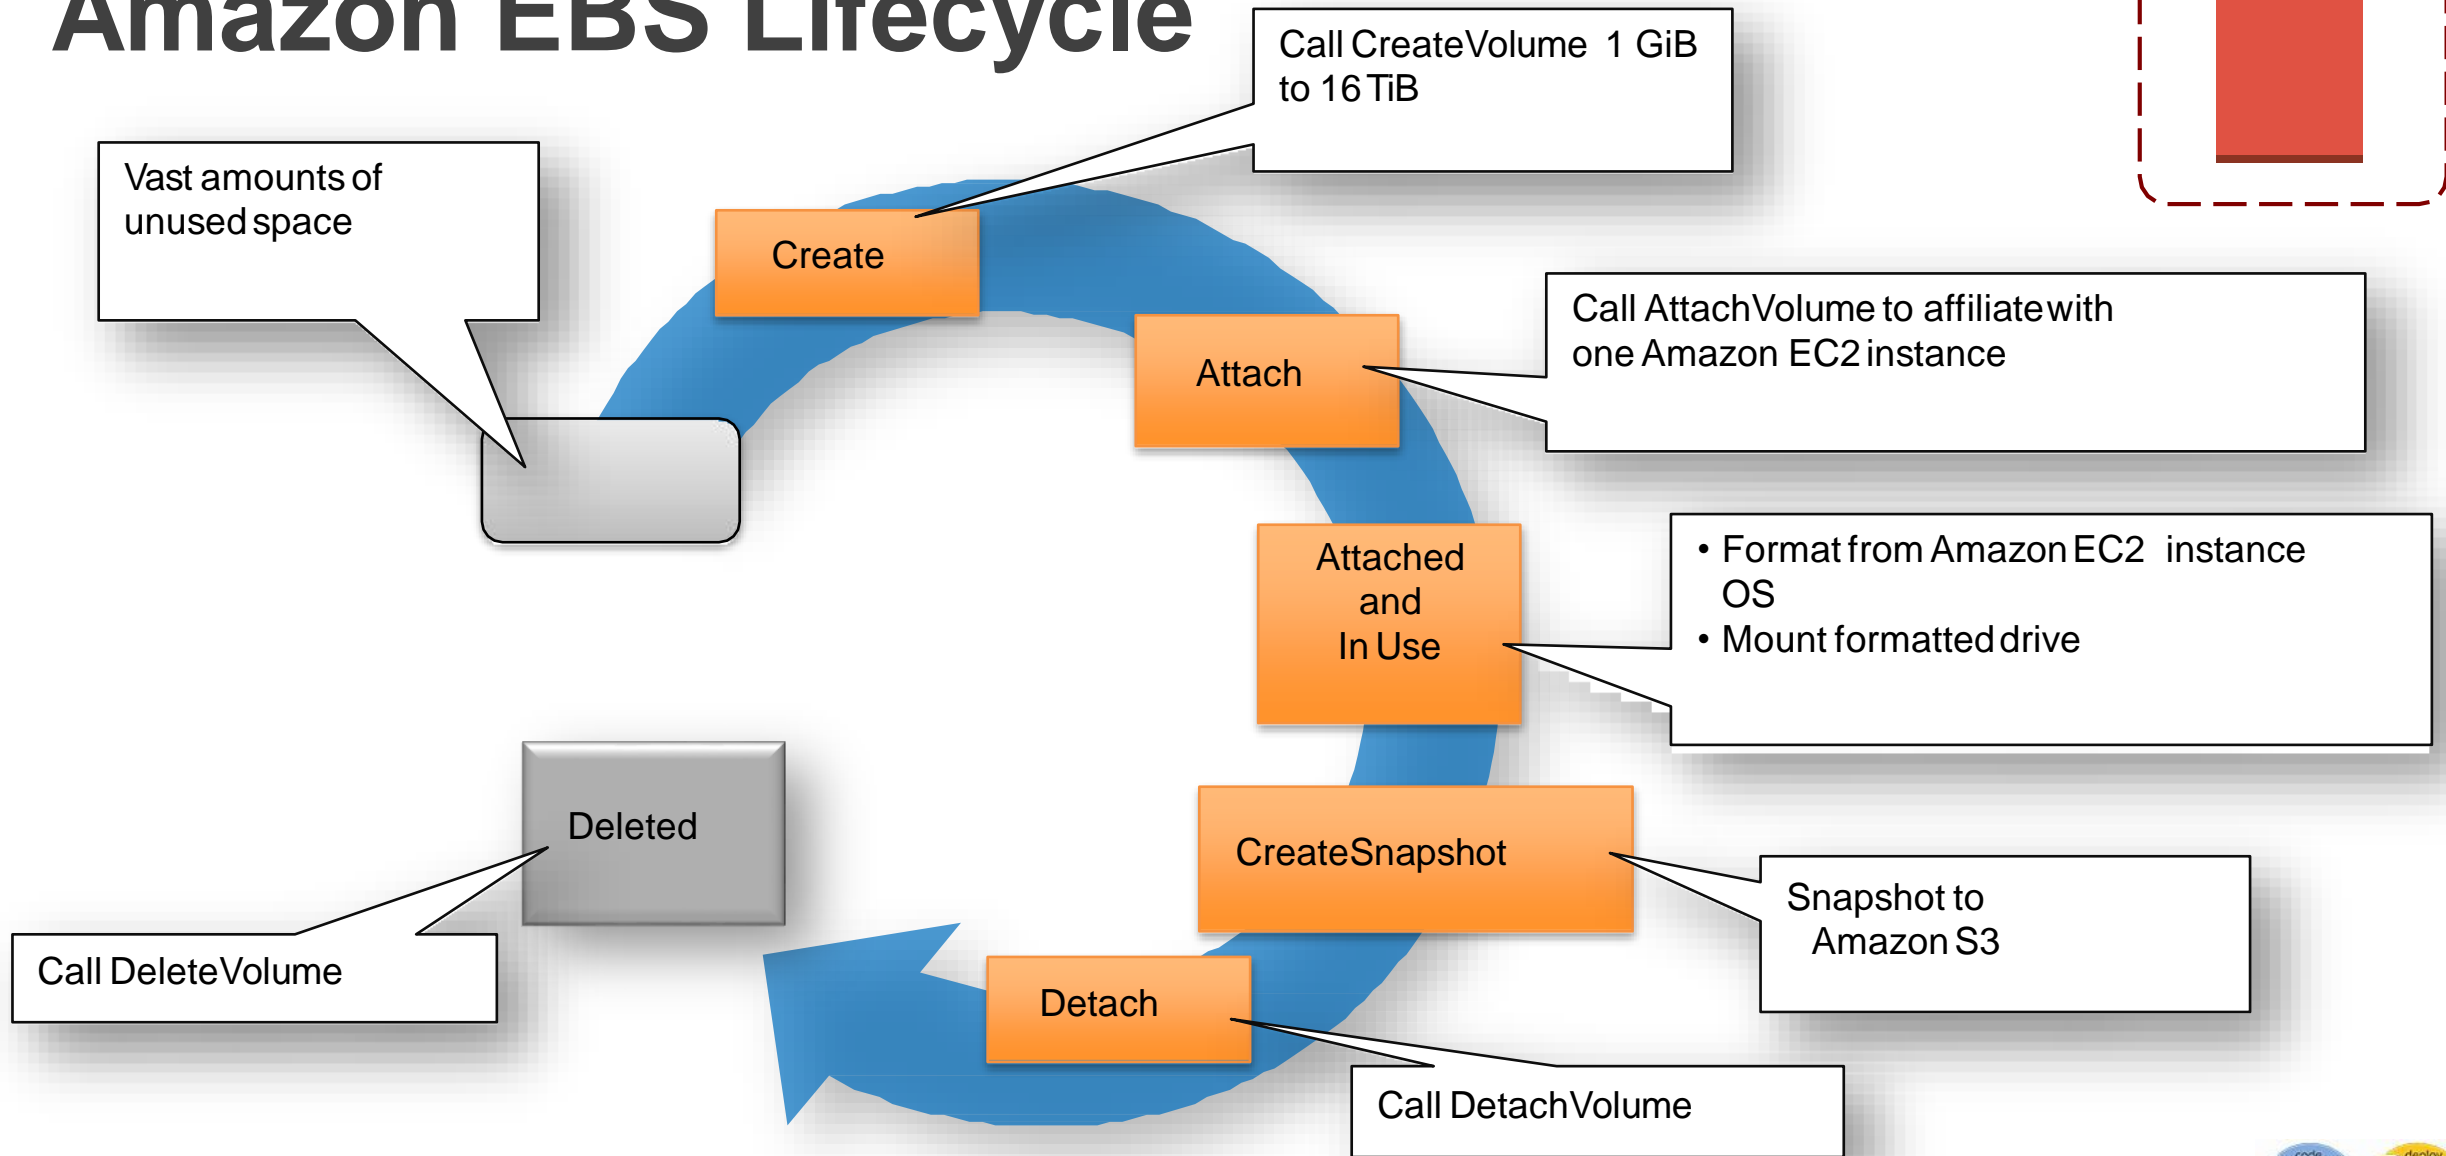 Amazon EBS Lifecycle
Call CreateVolume 1 GiB
to 16 TiB
Vast amounts of
unused space
Create
Call AttachVolume to affiliate with
one Amazon EC2 instance
Attach
Attached
and
In Use
• Format from Amazon EC2 instance
OS
• Mount formatted drive
CreateSnapshot
Snapshot to
Amazon S3
Deleted
Call DeleteVolume
Detach
Call DetachVolume
code
deploy